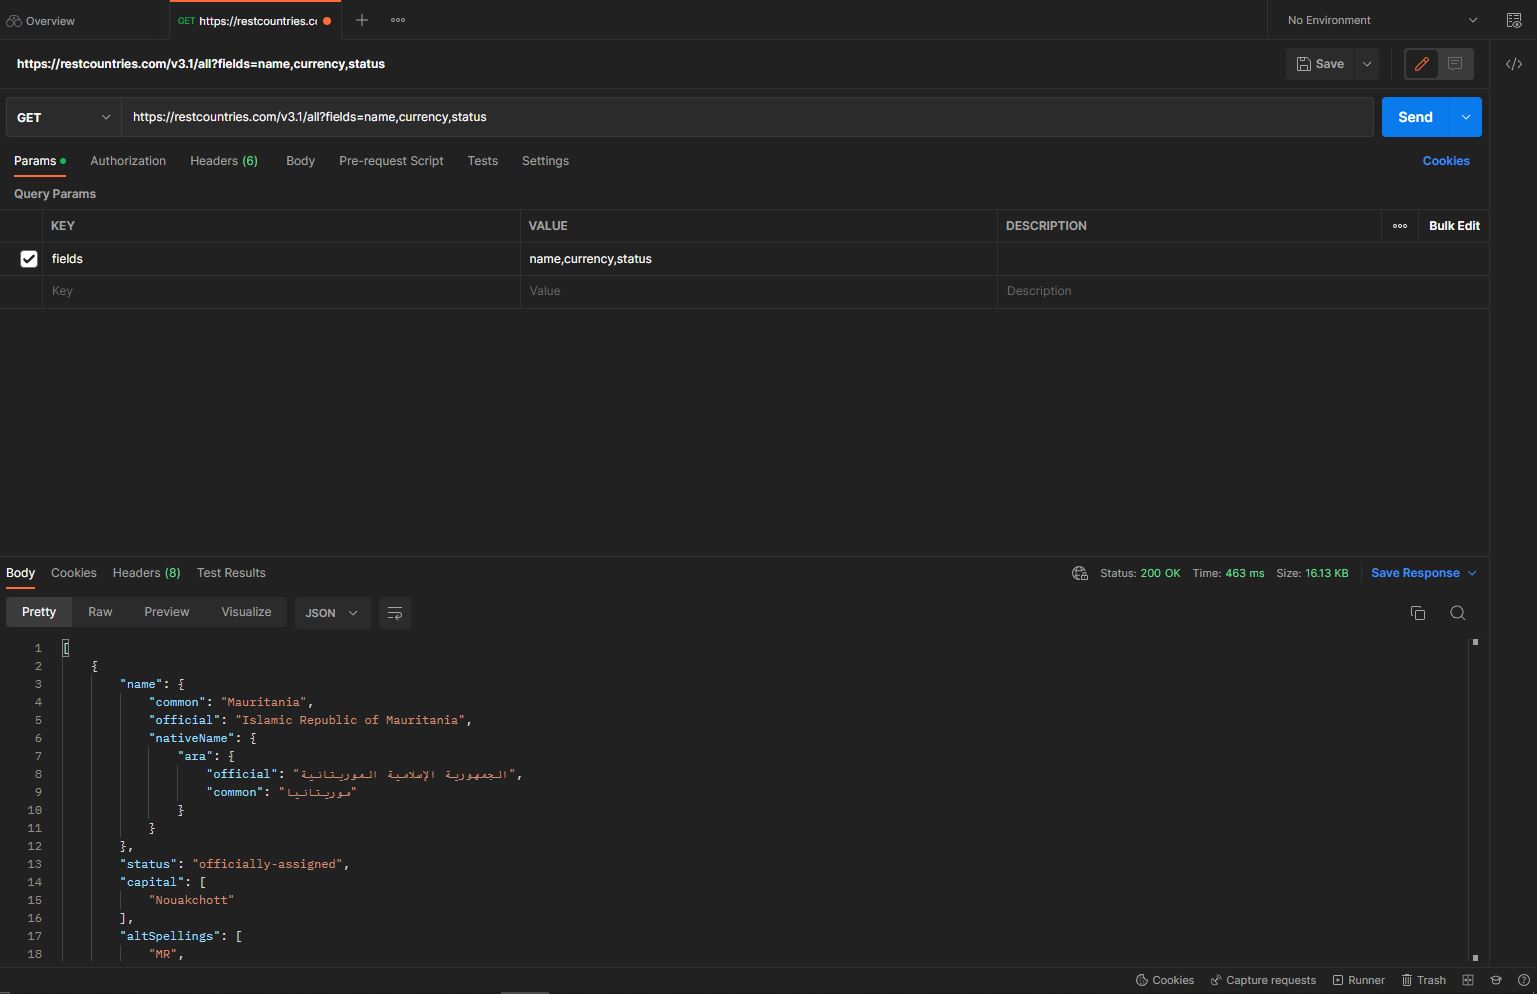 Overview
GET https://restcountries.cc
No Environment
https://restcountries.com/v3.1/all?fields=name,currency,status
Save
GET
https://restcountries.com/v3.1/all?fields=name,currency,status
Send
Params Authorization Headers (6) Body Pre-request Script Tests Settings Cookies
Query Params
KEY VALUE DESCRIPTION Bulk Edit
fields name,currency,status
Key Value Description
Body Cookies Headers (8) Test Results Status: 200 OK Time: 463 ms Size: 16.13 KB Save Response
Pretty Raw Preview Visualize JSON
1 [
2 {
3 "name": {
4 "common": "Mauritania",
5 "official": "Islamic Republic of Mauritania",
6 "nativeName": {
7 "ara": {
8 "official": "الجمهورية الإسلامية الموريتانية",
9 "common": "موريتانيا"
10 }
11 }
12 },
13 "status": "officially-assigned",
14 "capital": [
15 "Nouakchott"
16 ],
17 "altSpellings": [
18 "MR",
Cookies Capture requests Runner Trash